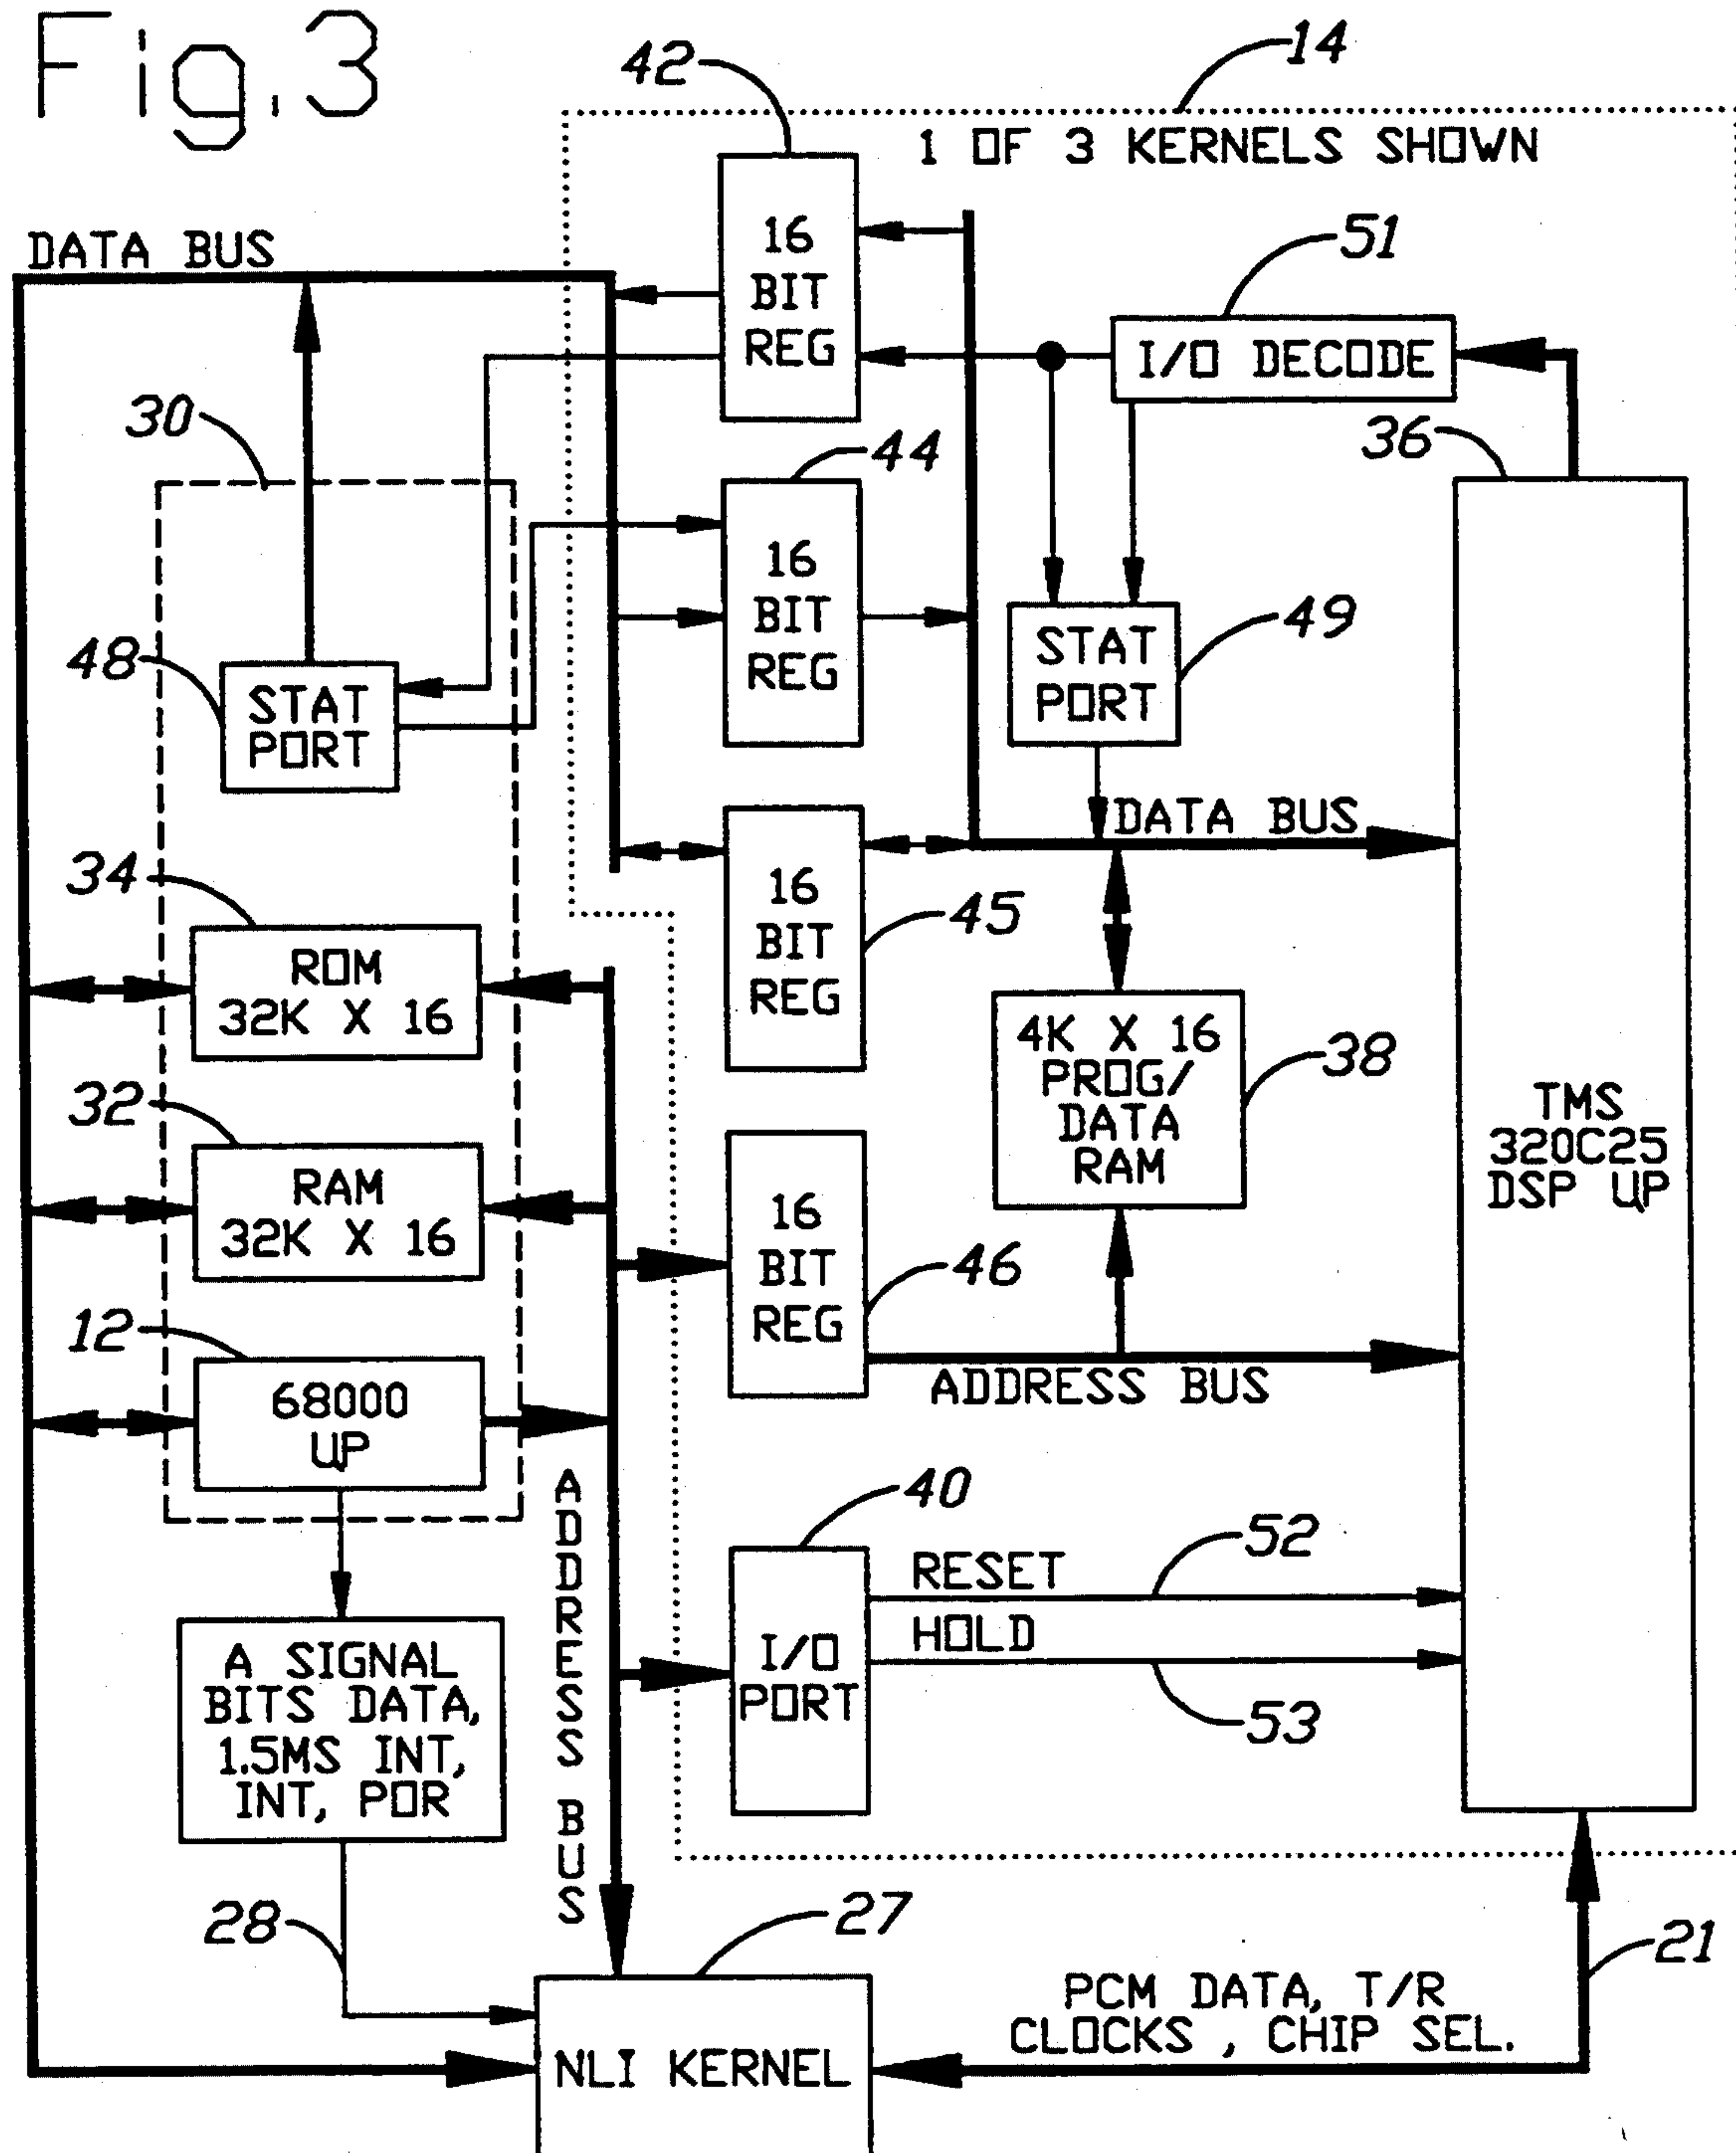 Fig.3
42
14
1 OF 3 KERNELS SHOWN
DATA BUS
16
BIT
REG
51
I/O DECODE
30
44
36
16
BIT
REG
48
STAT
PORT
STAT
PORT
49
DATA BUS
34
ROM
32K X 16
16
BIT
REG
45
4K X 16
PROG/
DATA
RAM
38
TMS
320C25
DSP UP
32
RAM
32K X 16
16
BIT
REG
46
12
68000
UP
ADDRESS BUS
ADDRESS BUS
40
RESET
52
HOLD
I/O
PORT
53
A SIGNAL
BITS DATA,
1.5MS INT,
INT, POR
28
27
21
PCM DATA, T/R
CLOCKS , CHIP SEL.
NLI KERNEL